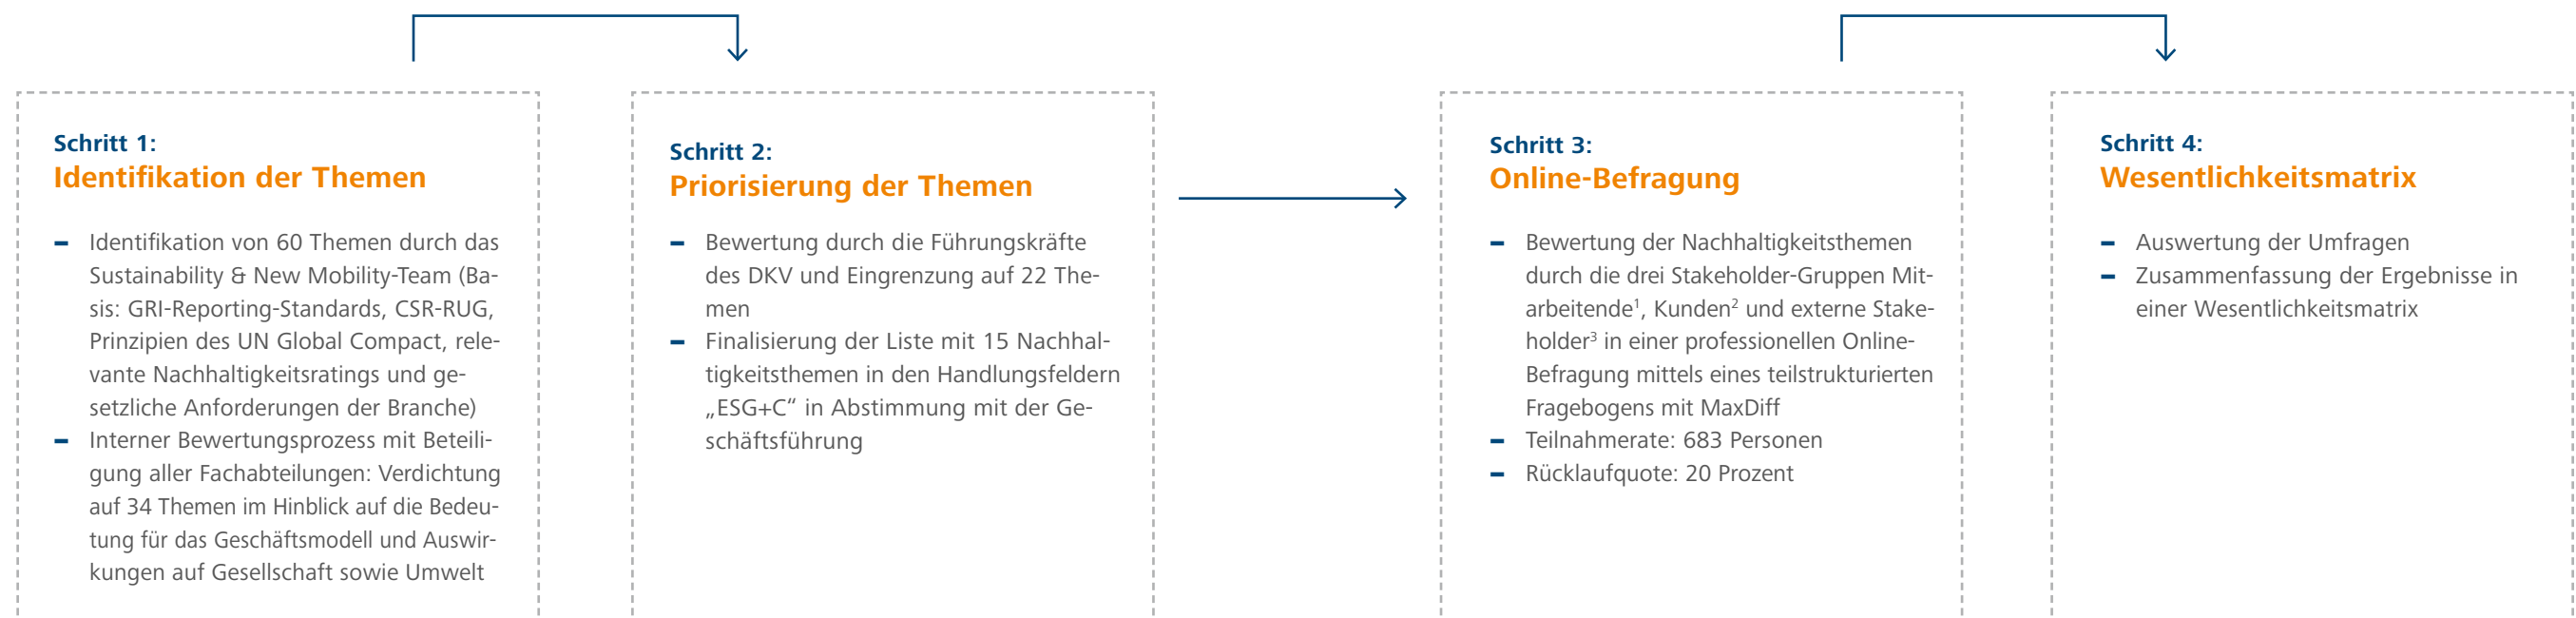 Schritt 1:
Identifikation der Themen
– Identifikation von 60 Themen durch das
Sustainability & New Mobility-Team (Ba-
sis: GRI-Reporting-Standards, CSR-RUG,
Prinzipien des UN Global Compact, rele-
vante Nachhaltigkeitsratings und ge-
setzliche Anforderungen der Branche)
– Interner Bewertungsprozess mit Beteili-
gung aller Fachabteilungen: Verdichtung
auf 34 Themen im Hinblick auf die Bedeu-
tung für das Geschäftsmodell und Auswir-
kungen auf Gesellschaft sowie Umwelt
Schritt 2:
Priorisierung der Themen
– Bewertung durch die Führungskräfte
des DKV und Eingrenzung auf 22 The-
men
– Finalisierung der Liste mit 15 Nachhal-
tigkeitsthemen in den Handlungsfeldern
„ESG+C“ in Abstimmung mit der Ge-
schäftsführung
Schritt 3:
Online-Befragung
– Bewertung der Nachhaltigkeitsthemen
durch die drei Stakeholder-Gruppen Mit-
arbeitende¹, Kunden² und externe Stake-
holder³ in einer professionellen Online-
Befragung mittels eines teilstrukturierten
Fragebogens mit MaxDiff
– Teilnahmerate: 683 Personen
– Rücklaufquote: 20 Prozent
Schritt 4:
Wesentlichkeitsmatrix
– Auswertung der Umfragen
– Zusammenfassung der Ergebnisse in
einer Wesentlichkeitsmatrix